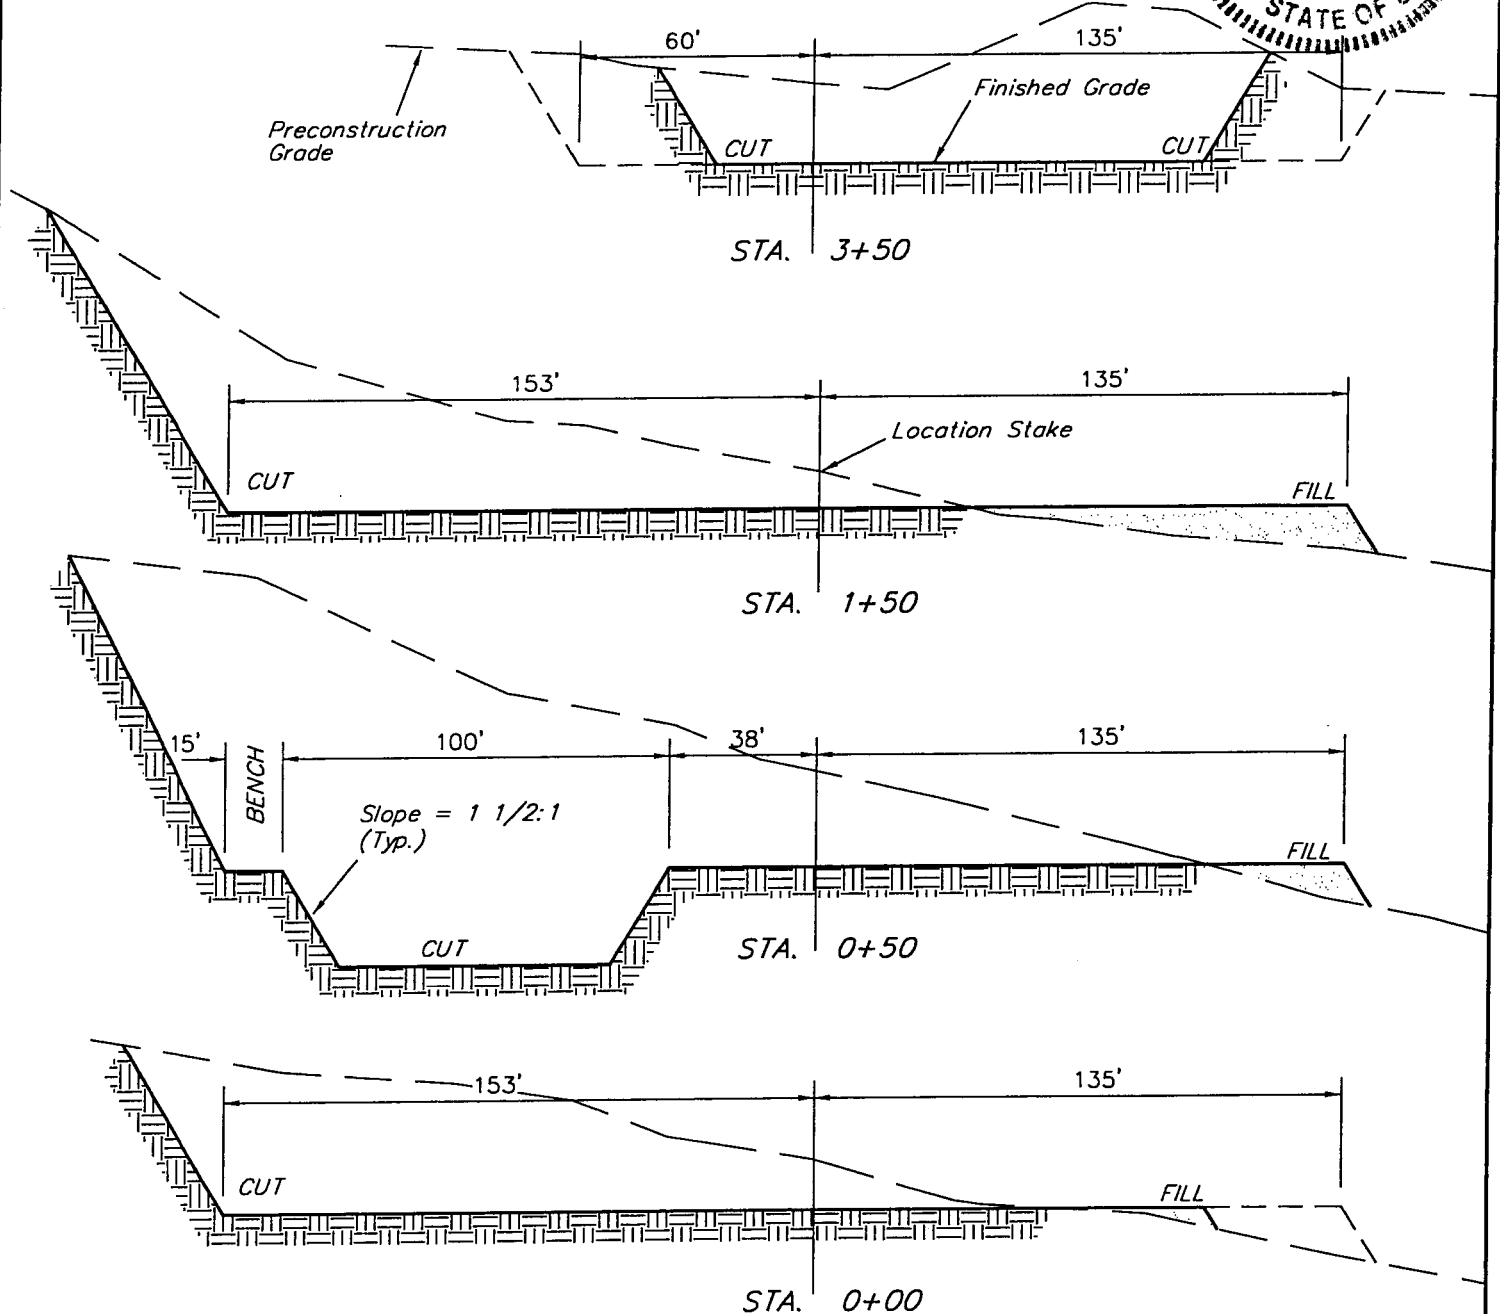 STATE OF
60'
135'
Preconstruction
Grade
Finished Grade
CUT
CUT
STA. 3+50
153'
135'
Location Stake
CUT
FILL
STA. 1+50
15'
BENCH
100'
38'
135'
Slope = 1 1/2:1
(Typ.)
FILL
CUT
STA. 0+50
153'
135'
CUT
FILL
STA. 0+00